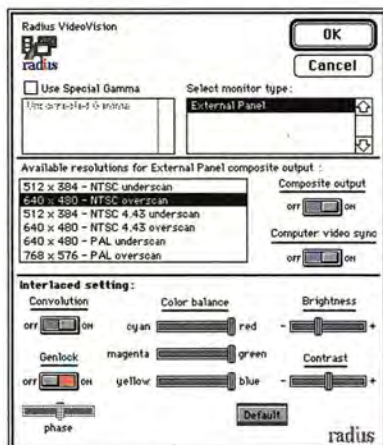 Radius VideoVision
radius
OK
Cancel
Use Special Gamma
Select monitor type:
Uncorrected Gamma
External Panel
Available resolutions for External Panel composite output :
512 x 384 - NTSC underscan
640 x 480 - NTSC overscan
512 x 384 - NTSC 4.43 underscan
640 x 480 - NTSC 4.43 overscan
640 x 480 - PAL underscan
768 x 576 - PAL overscan
Composite output
OFF ON
Computer video sync
OFF ON
Interlaced setting:
Convolution
OFF ON
Genlock
OFF ON
phase
Color balance
cyan red
magenta green
yellow blue
Brightness
- +
Contrast
- +
Default
radius